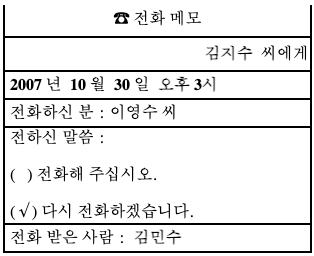 ☎ 전화 메모
김지수 씨에게
2007 년 10 월 30 일 오후 3시
전화하신 분 : 이영수 씨
전하신 말씀 :
( ) 전화해 주십시오.
(√) 다시 전화하겠습니다.
전화 받은 사람 : 김민수